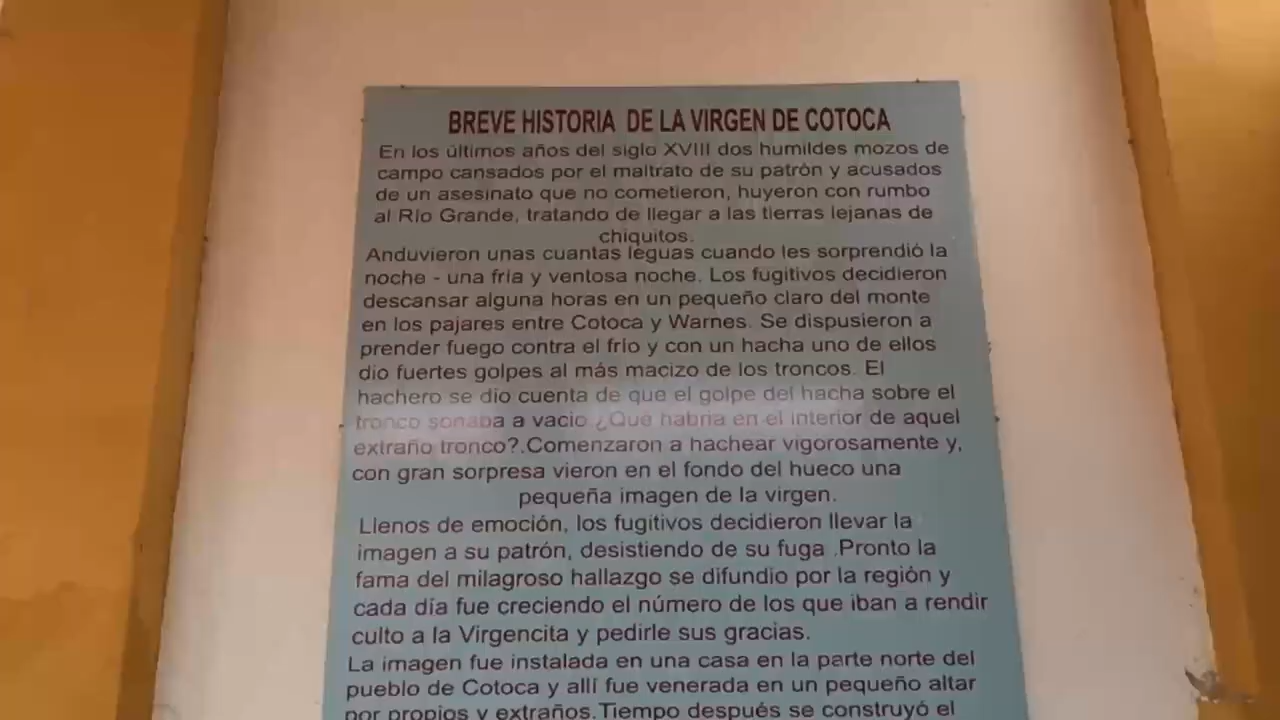 BREVE HISTORIA DE LA VIRGEN DE COTOCA
En los últimos años del siglo XVIII dos humildes mozos de
campo cansados por el maltrato de su patrón y acusados
de un asesinato que no cometieron, huyeron con rumbo
al Río Grande, tratando de llegar a las tierras lejanas de
chiquitos.
Anduvieron unas cuantas leguas cuando les sorprendió la
noche - una fria y ventosa noche. Los fugitivos decidieron
descansar alguna horas en un pequeño claro del monte
en los pajares entre Cotoca y Warnes. Se dispusieron a
prender fuego contra el frío y con un hacha uno de ellos
dio fuertes golpes al más macizo de los troncos. El
hachero se dio cuenta de que el golpe del hacha sobre el
tronco sonaba a vacio ¿Qué habria en el interior de aquel
extraño tronco?.Comenzaron a hachear vigorosamente y,
con gran sorpresa vieron en el fondo del hueco una
pequeña imagen de la virgen.
Llenos de emoción, los fugitivos decidieron llevar la
imagen a su patrón, desistiendo de su fuga .Pronto la
fama del milagroso hallazgo se difundio por la región y
cada día fue creciendo el número de los que iban a rendir
culto a la Virgencita y pedirle sus gracias.
La imagen fue instalada en una casa en la parte norte del
pueblo de Cotoca y allí fue venerada en un pequeño altar
por propios y extraños.Tiempo después se construyó el